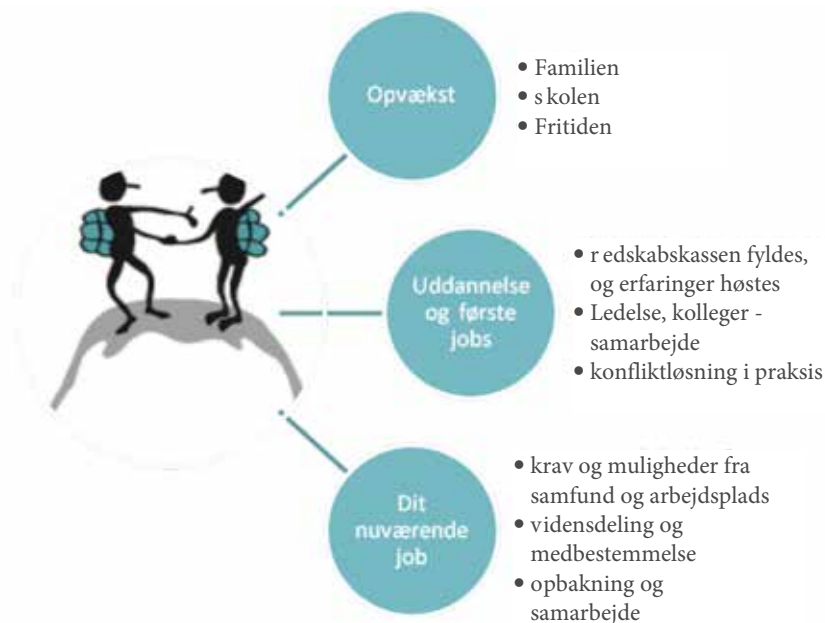 Opvækst
• Familien
• s kolen
• Fritiden
Uddannelse
og første
jobs
• r edskabskassen fyldes,
og erfaringer høstes
• Ledelse, kolleger -
samarbejde
• konfliktløsning i praksis
Dit
nuværende
job
• krav og muligheder fra
samfund og arbejdsplads
• vidensdeling og
medbestemmelse
• opbakning og
samarbejde